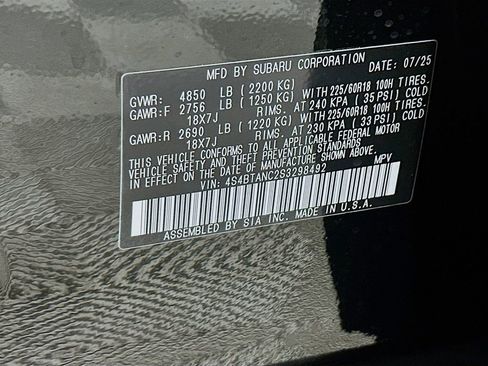 MFD BY SUBARU CORPORATION 07/25
GVWR: 4850 LB (2200 KG)
GAWR:F 2756 LB (1250 KG) WITH 225/60R18 100H TIRES.
18X7J RIMS. AT 240 KPA (35 PSI) COLD
GAWR:R 2690 LB (1220 KG) WITH 225/60R18 100H TIRES.
18X7J RIMS. AT 230 KPA (33 PSI) COLD
THIS VEHICLE CONFORMS TO ALL APPLICABLE FEDERAL MOTOR
VEHICLE SAFETY AND THEFT PREVENTION STANDARDS
IN EFFECT ON THE DATE OF MANUFACTURE SHOWN ABOVE.
VIN: 4S4BTANC2S3298492 MPV
ASSEMBLED BY SIA INC. MADE IN U.S.A.